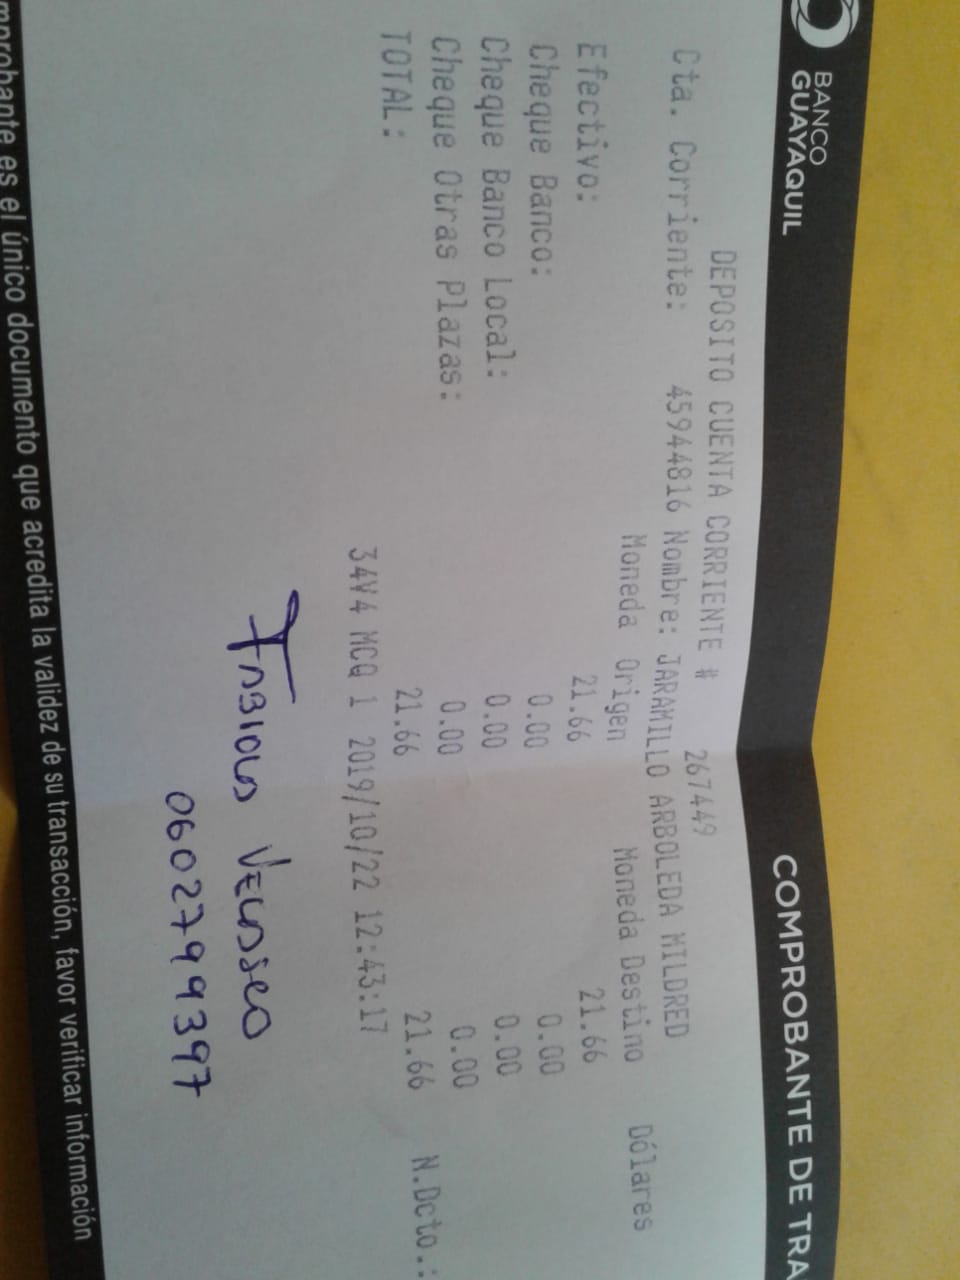 BANCO
GUAYAQUIL
COMPROBANTE DE TRA
DEPOSITO CUENTA CORRIENTE # 267449
Cta. Corriente: 45944816 Nombre: JARAMILLO ARBOLEDA MILDRED
Moneda Origen Moneda Destino Dólares
Efectivo: 21.66 21.66
Cheque Banco: 0.00 0.00
Cheque Banco Local: 0.00 0.00
Cheque Otras Plazas: 0.00 0.00
TOTAL: 21.66 21.66 N.Dcto.:
34V4 MCQ 1 2019/10/22 12:43:17
Velasco
0602799397
mprobante es el único documento que acredita la validez de su transacción, favor verificar información